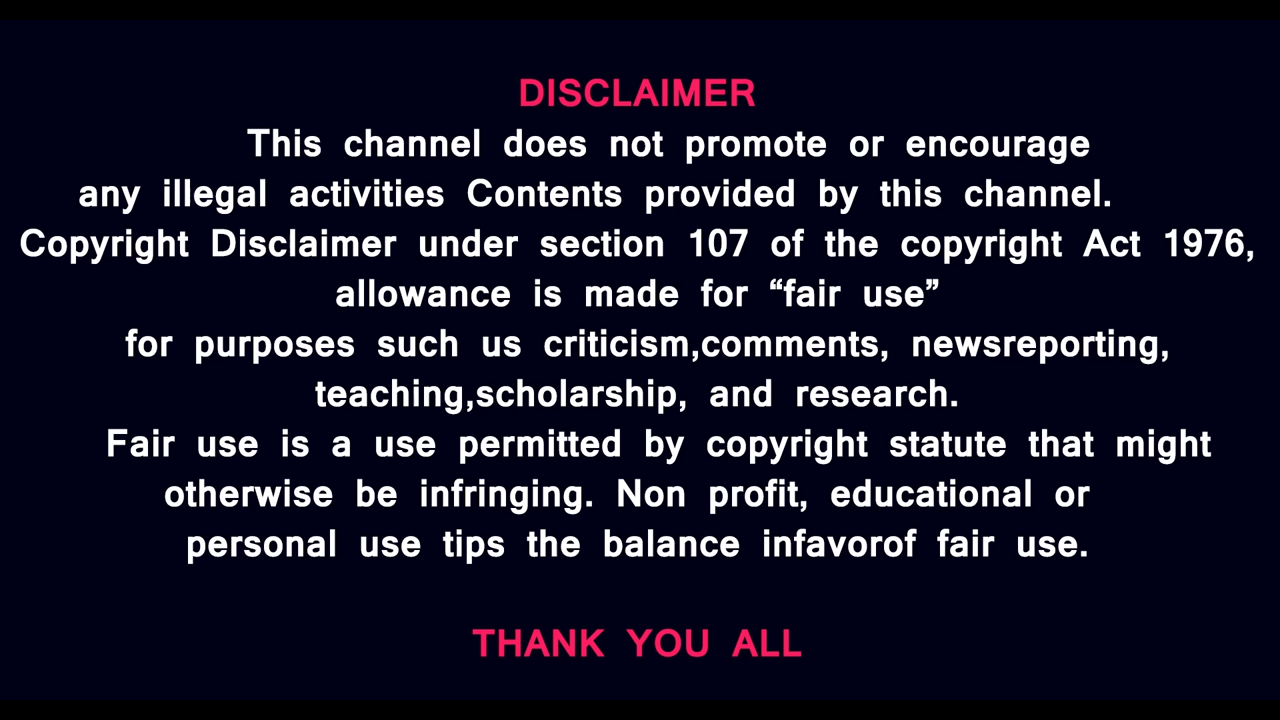 DISCLAIMER
This channel does not promote or encourage
any illegal activities Contents provided by this channel.
Copyright Disclaimer under section 107 of the copyright Act 1976,
allowance is made for “fair use”
for purposes such us criticism,comments, newsreporting,
teaching,scholarship, and research.
Fair use is a use permitted by copyright statute that might
otherwise be infringing. Non profit, educational or
personal use tips the balance infavorof fair use.
THANK YOU ALL